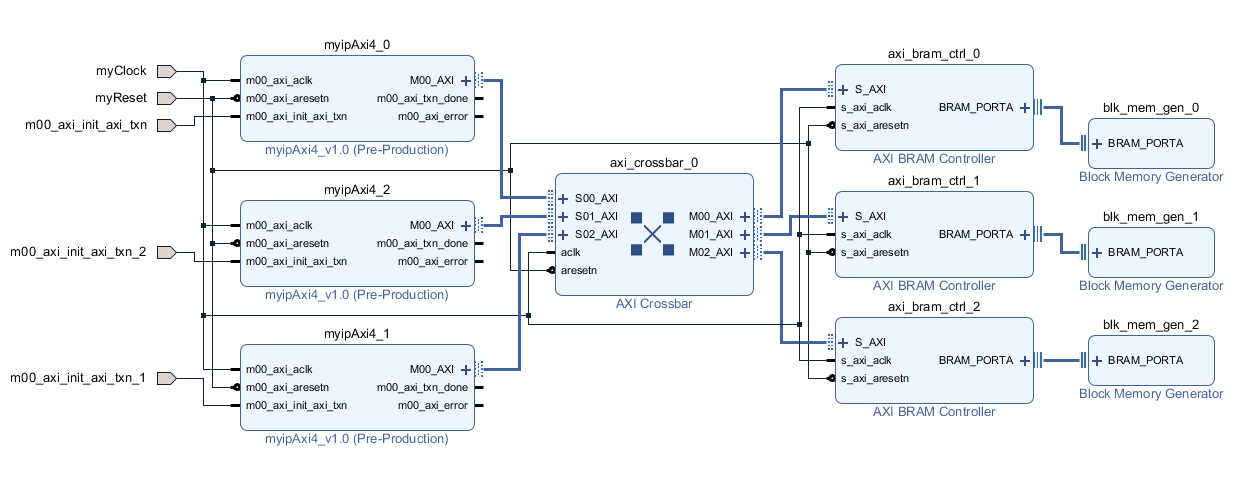 myClock
myReset
m00_axi_init_axi_txn
m00_axi_init_axi_txn_2
m00_axi_init_axi_txn_1
myipAxi4_0
m00_axi_aclk
m00_axi_aresetn
m00_axi_init_axi_txn
M00_AXI
m00_axi_txn_done
m00_axi_error
myipAxi4_v1.0 (Pre-Production)
myipAxi4_2
m00_axi_aclk
m00_axi_aresetn
m00_axi_init_axi_txn
M00_AXI
m00_axi_txn_done
m00_axi_error
myipAxi4_v1.0 (Pre-Production)
myipAxi4_1
m00_axi_aclk
m00_axi_aresetn
m00_axi_init_axi_txn
M00_AXI
m00_axi_txn_done
m00_axi_error
myipAxi4_v1.0 (Pre-Production)
axi_crossbar_0
S00_AXI
S01_AXI
S02_AXI
aclk
aresetn
M00_AXI
M01_AXI
M02_AXI
AXI Crossbar
axi_bram_ctrl_0
S_AXI
s_axi_aclk
s_axi_aresetn
BRAM_PORTA
AXI BRAM Controller
axi_bram_ctrl_1
S_AXI
s_axi_aclk
s_axi_aresetn
BRAM_PORTA
AXI BRAM Controller
axi_bram_ctrl_2
S_AXI
s_axi_aclk
s_axi_aresetn
BRAM_PORTA
AXI BRAM Controller
blk_mem_gen_0
BRAM_PORTA
Block Memory Generator
blk_mem_gen_1
BRAM_PORTA
Block Memory Generator
blk_mem_gen_2
BRAM_PORTA
Block Memory Generator